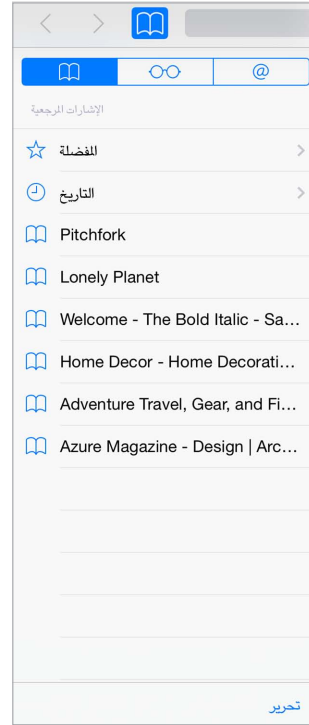 @
الإشارات المرجعية
المفضلة
التاريخ
Pitchfork
Lonely Planet
Welcome - The Bold Italic - Sa...
Home Decor - Home Decorati...
Adventure Travel, Gear, and Fi...
Azure Magazine - Design | Arc...
تحرير